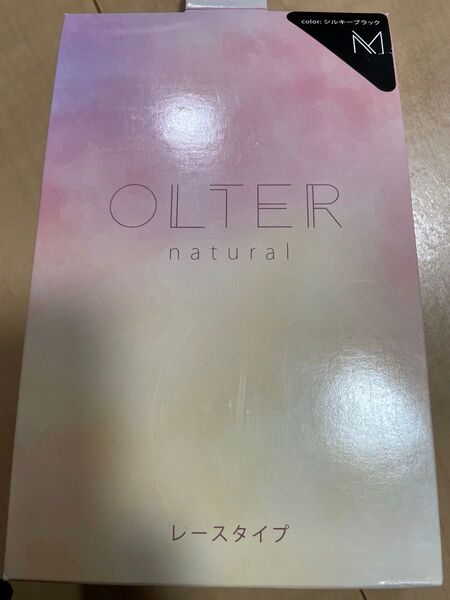 color: シルキーブラック
M
OLTER
natural
レースタイプ